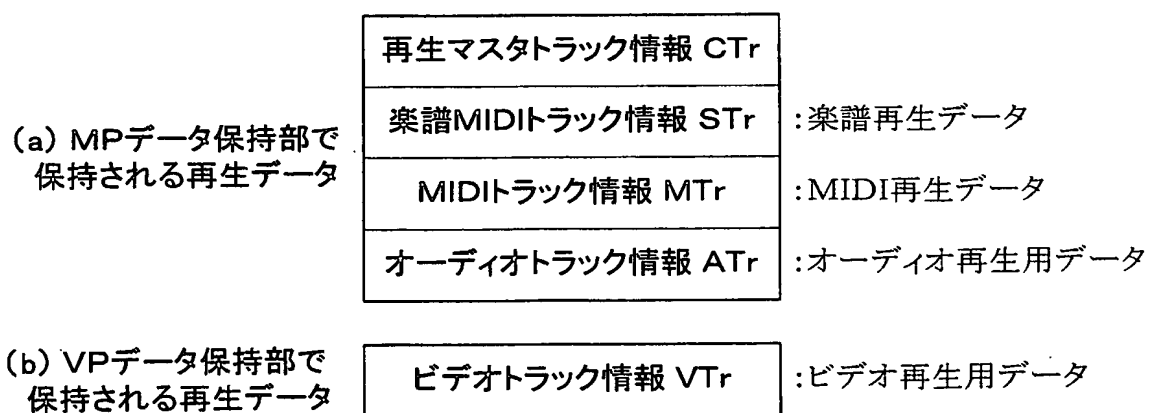 (a) MPデータ保持部で
保持される再生データ
再生マスタトラック情報 CTr
楽譜MIDIトラック情報 STr
:楽譜再生データ
MIDIトラック情報 MTr
:MIDI再生データ
オーディオトラック情報 ATr
:オーディオ再生用データ
(b) VPデータ保持部で
保持される再生データ
ビデオトラック情報 VTr
:ビデオ再生用データ